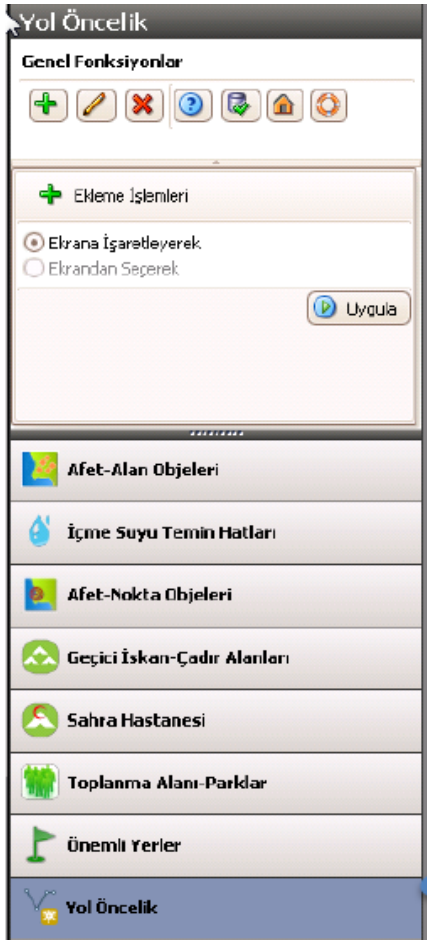 Yol Öncelik
Genel Fonksiyonlar
Ekleme İşlemleri
Ekrana İşaretleyerek
Ekrandan Seçerek
Uygula
Afet-Alan Objeleri
İçme Suyu Temin Hatları
Afet-Nokta Objeleri
Geçici İskan-Çadır Alanları
Sahra Hastanesi
Toplanma Alanı-Parklar
Önemli Yerler
Yol Öncelik